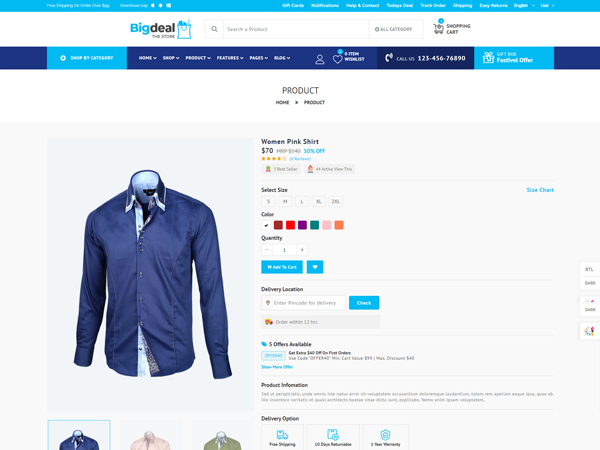 Free Shipping On Order Over $99
Download App
Gift Cards
Notifications
Help & Contact
Todays Deal
Track Order
Shipping
Easy Returns
English
Usd
Bigdeal
THE STORE
Search a Product
ALL CATEGORY
0
SHOPPING
CART
SHOP BY CATEGORY
HOME
SHOP
PRODUCT
FEATURES
PAGES
BLOG
0
0 ITEM
WISHLIST
CALL US 123-456-76890
GIFT BOX
Festivel Offer
PRODUCT
HOME » PRODUCT
Women Pink Shirt
$70 MRP $140 50% OFF
44 Active View This
Select Size
Size Chart
S M L XL 2XL
Color
Quantity
− 1 +
Add To Cart
Delivery Location
Enter Pincode for delivery
Check
Order within 12 hrs
5 Offers Available
OFFER40
Get Extra $40 Off On First Orders
Use Code "OFFER40" Min. Cart Value $99 | Max. Discount $40
Show More Offer
Product Infomation
Sed ut perspiciatis, unde omnis iste natus error sit voluptatem accusantium doloremque laudantium, totam rem aperiam eaque ipsa, quae ab
illo inventore veritatis et quasi architecto beatae vitae dicta sunt, explicabo. Nemo enim ipsam voluptatem,
Delivery Option
Free Shipping
10 Days Returnable
1 Year Warranty
RTL
DARK
DARK